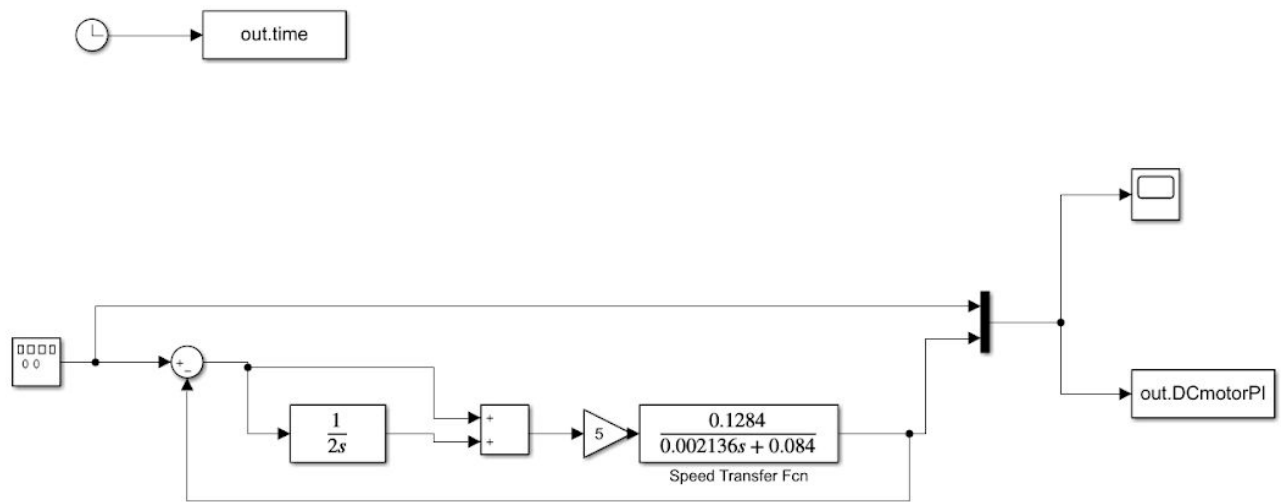 out.time
+
−
1
2s
+
+
5
0.1284
0.002136s + 0.084
Speed Transfer Fcn
out.DCmotorPI